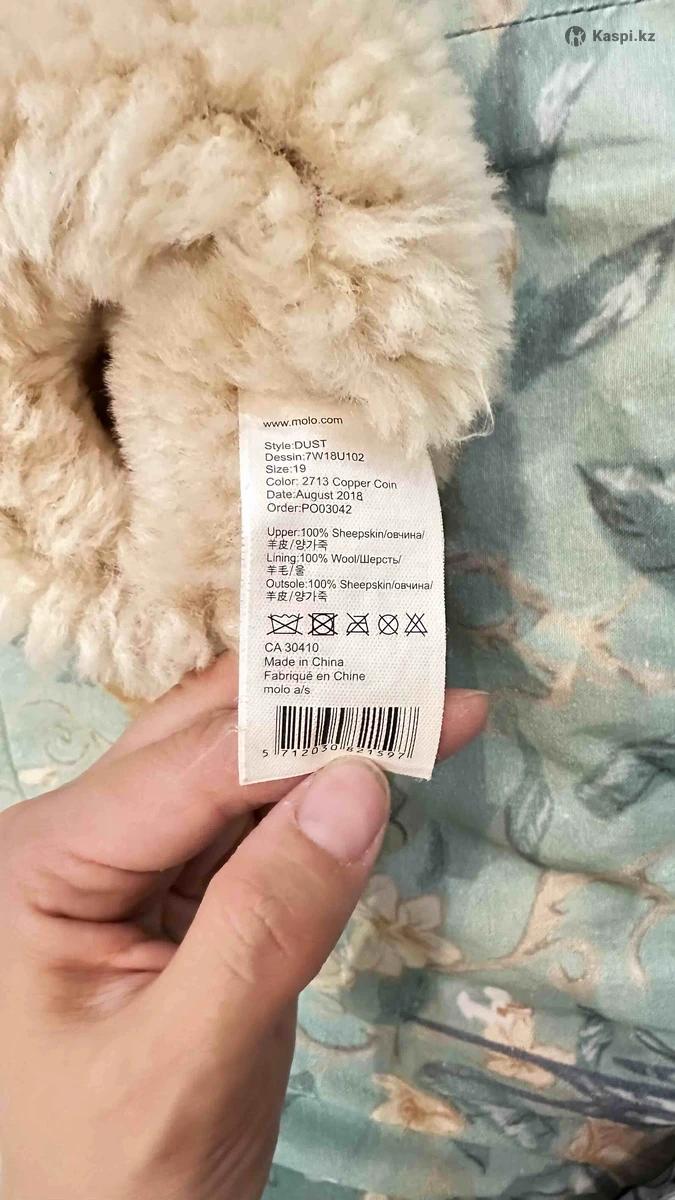 Kaspi.kz
www.molo.com
Style:DUST
Dessin:7W18U102
Size:19
Color: 2713 Copper Coin
Date:August 2018
Order:PO03042
Upper:100% Sheepskin/овчина/
羊皮/양가죽
Lining:100% Wool/Шерсть/
羊毛/울
Outsole:100% Sheepskin/овчина/
羊皮/양가죽
CA 30410
Made in China
Fabriqué en Chine
molo a/s
5 712030 821597